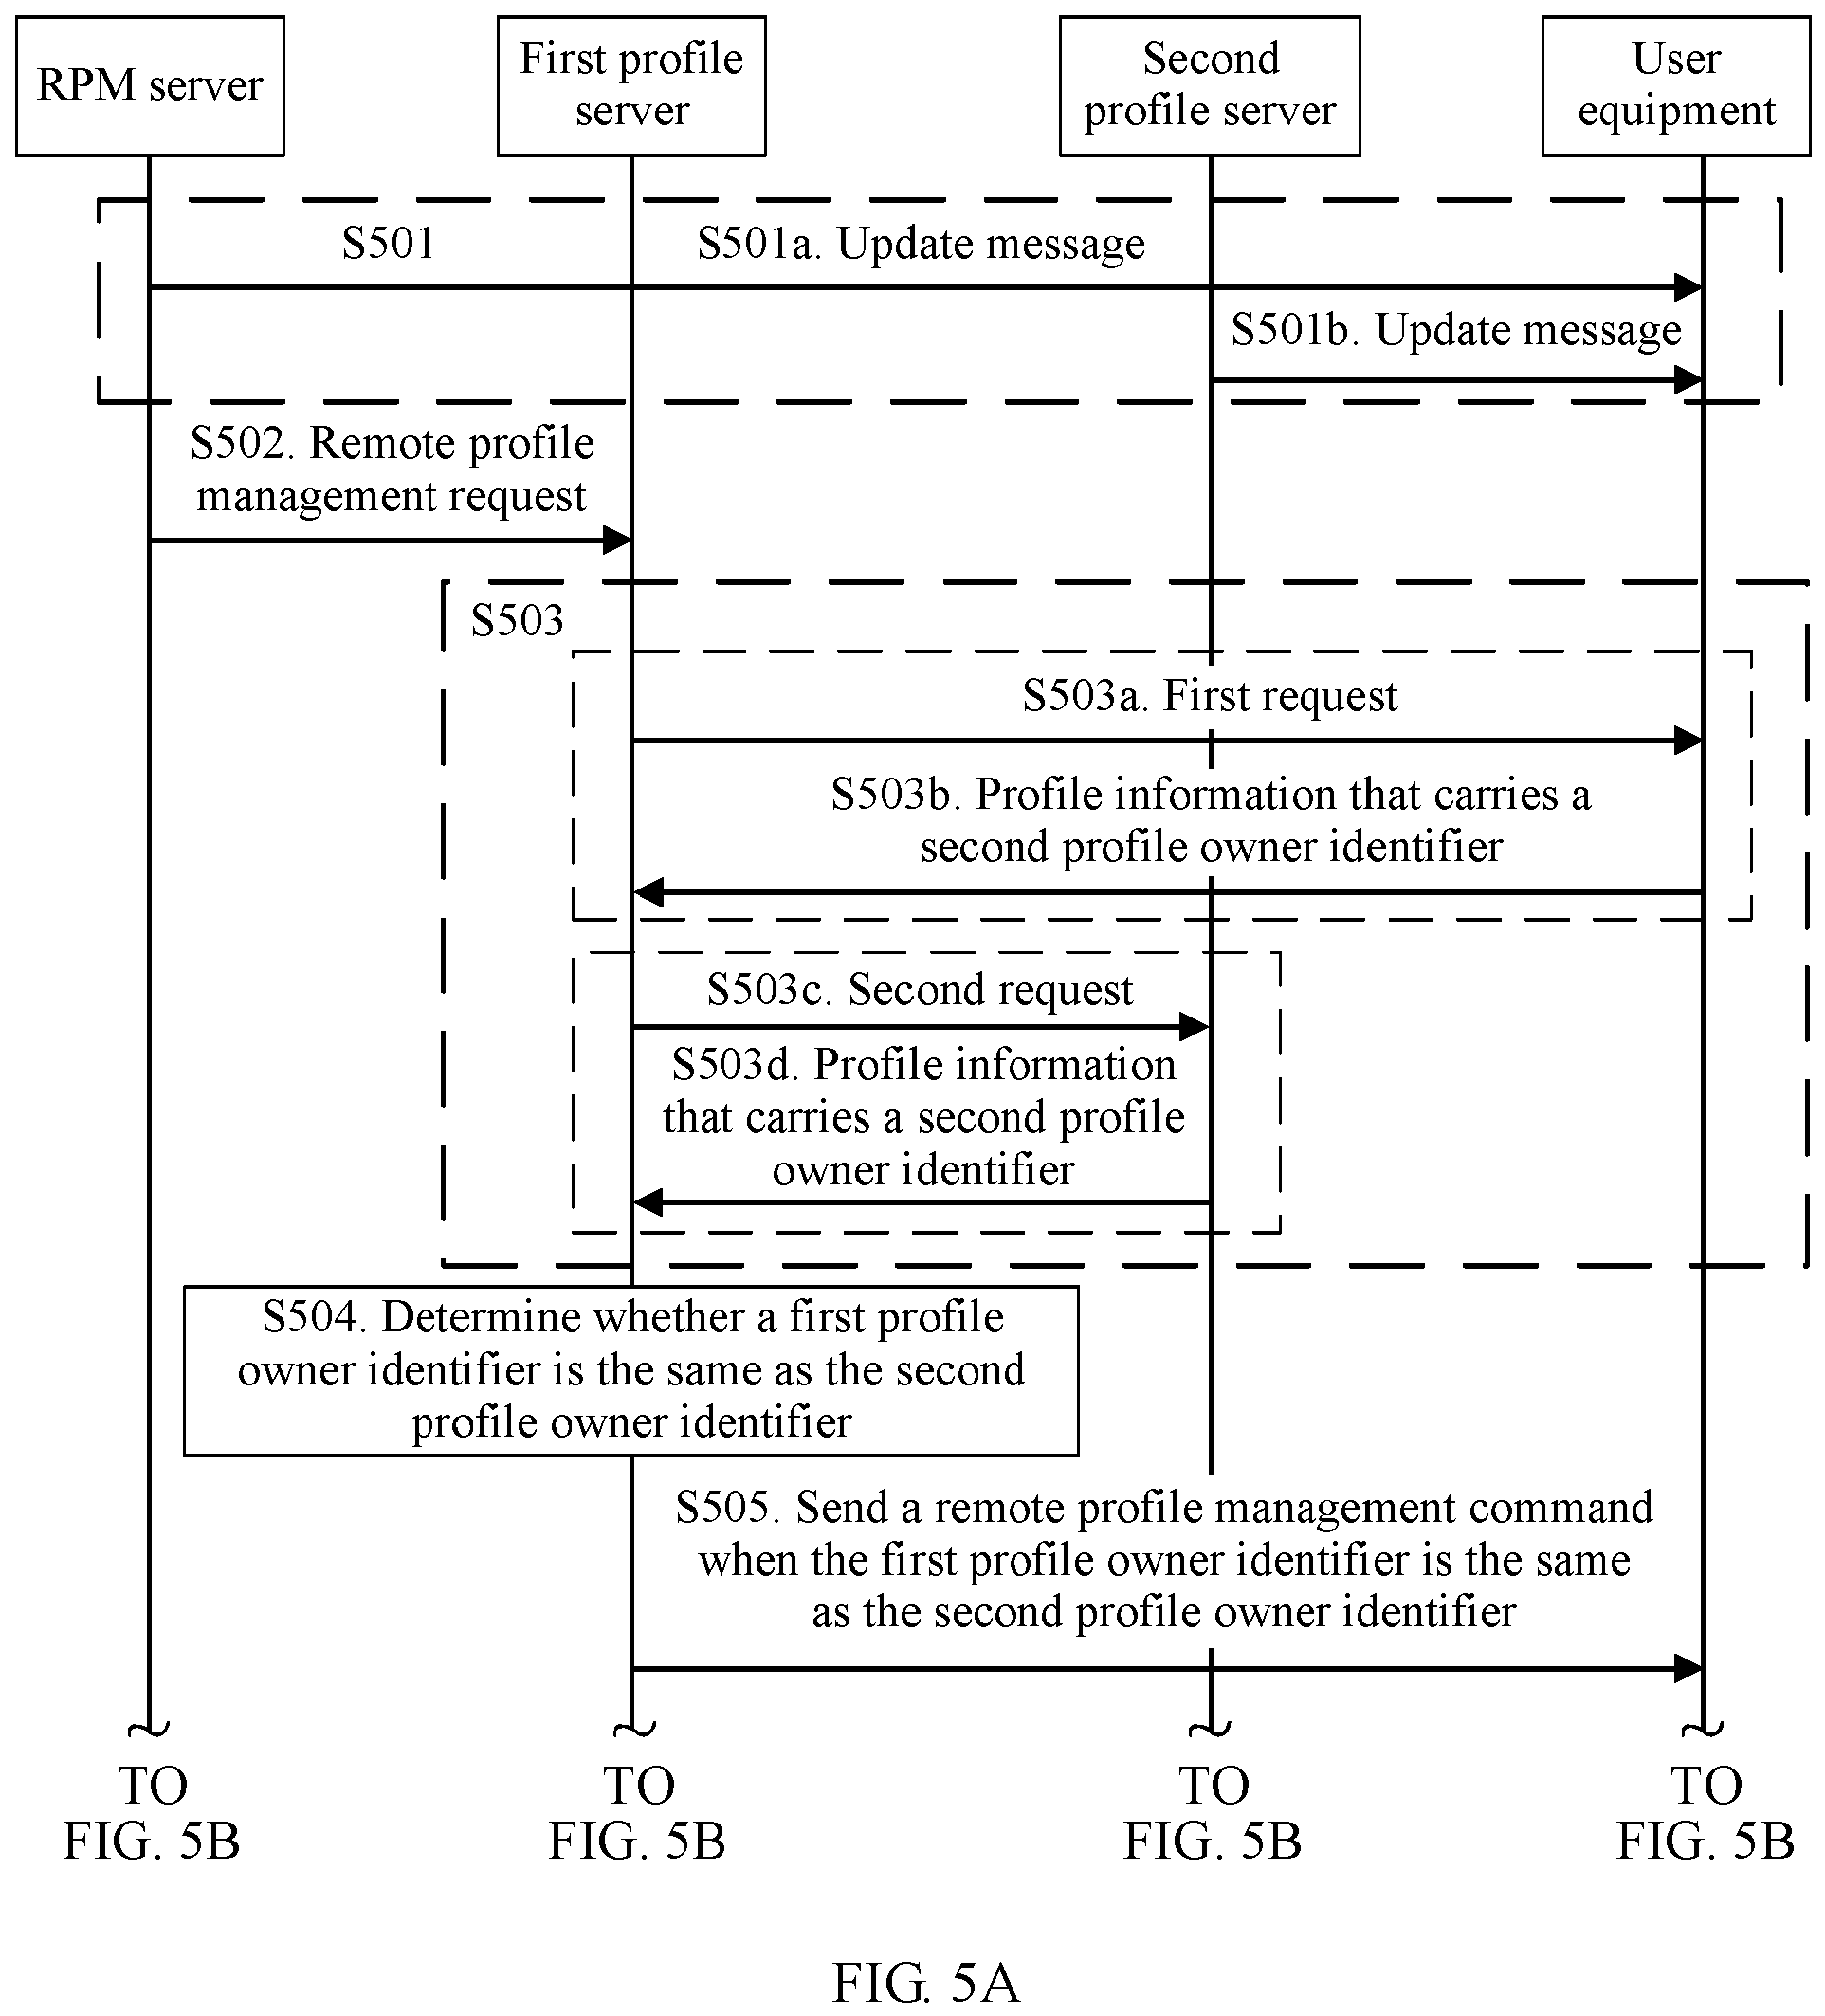 RPM server
First profile
server
Second
profile server
User
equipment
S501
S501a. Update message
S501b. Update message
S502. Remote profile
management request
S503
S503a. First request
S503b. Profile information that carries a
second profile owner identifier
S503c. Second request
S503d. Profile information
that carries a second profile
owner identifier
S504. Determine whether a first profile
owner identifier is the same as the second
profile owner identifier
S505. Send a remote profile management command
when the first profile owner identifier is the same
as the second profile owner identifier
TO
FIG. 5B
TO
FIG. 5B
TO
FIG. 5B
TO
FIG. 5B
FIG. 5A